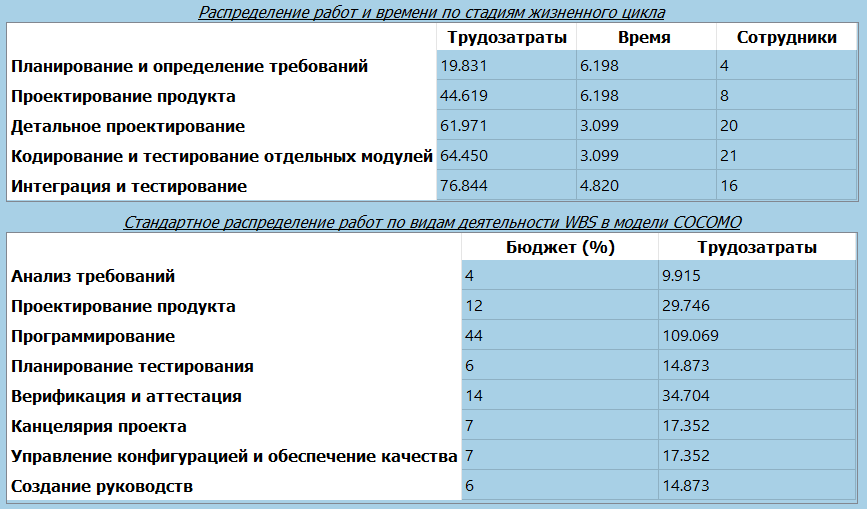 Распределение работ и времени по стадиям жизненного цикла
Трудозатраты Время Сотрудники
Планирование и определение требований 19.831 6.198 4
Проектирование продукта 44.619 6.198 8
Детальное проектирование 61.971 3.099 20
Кодирование и тестирование отдельных модулей 64.450 3.099 21
Интеграция и тестирование 76.844 4.820 16
Стандартное распределение работ по видам деятельности WBS в модели COCOMO
Бюджет (%) Трудозатраты
Анализ требований 4 9.915
Проектирование продукта 12 29.746
Программирование 44 109.069
Планирование тестирования 6 14.873
Верификация и аттестация 14 34.704
Канцелярия проекта 7 17.352
Управление конфигурацией и обеспечение качества 7 17.352
Создание руководств 6 14.873